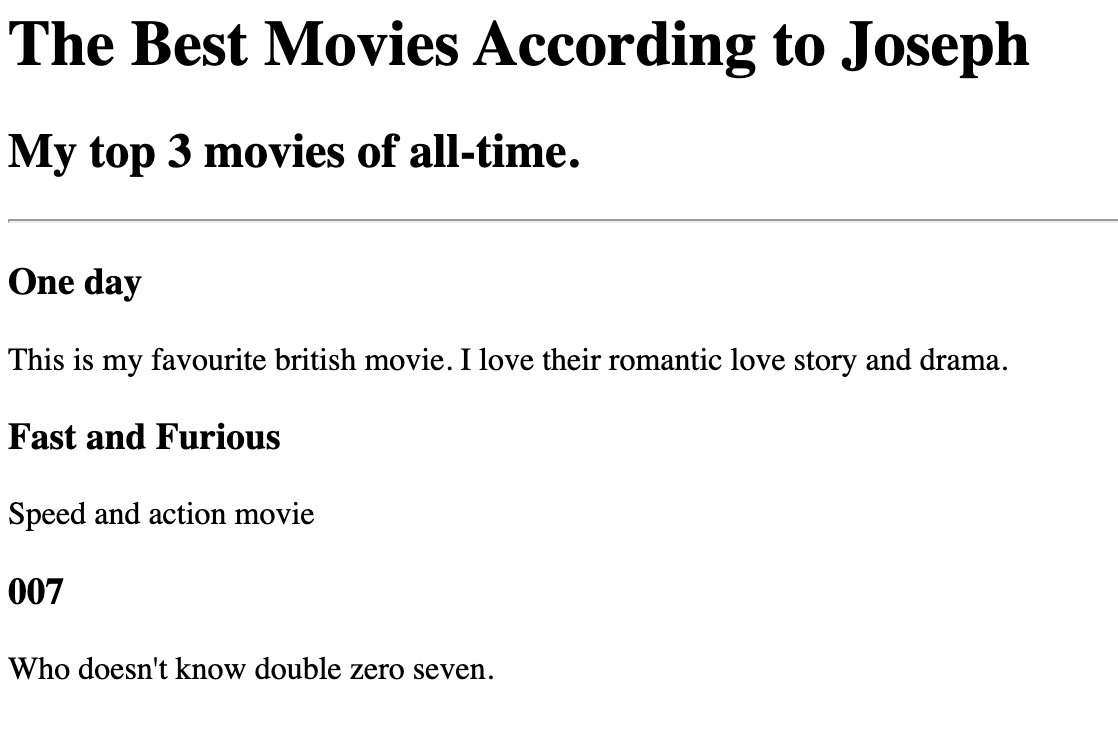 The Best Movies According to Joseph
My top 3 movies of all-time.
One day
This is my favourite british movie. I love their romantic love story and drama.
Fast and Furious
Speed and action movie
007
Who doesn't know double zero seven.